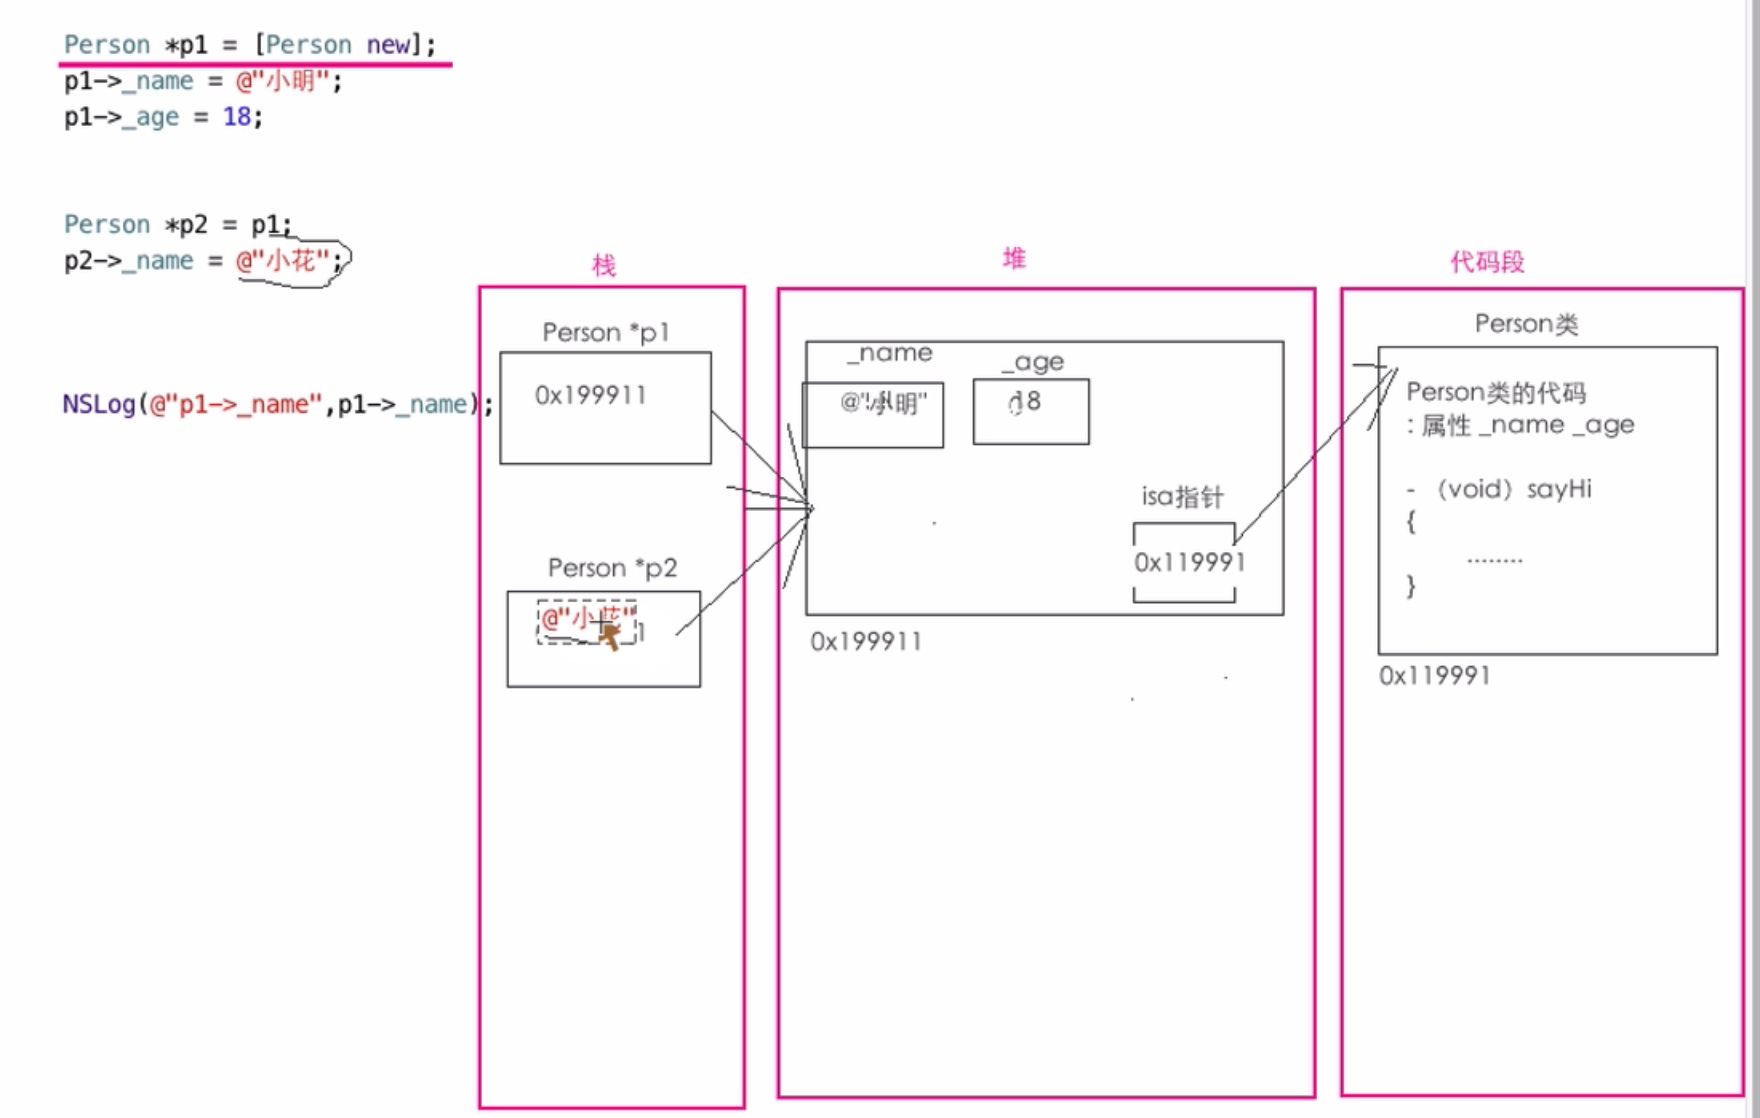 Person *p1 = [Person new];
p1->_name = @"小明";
p1->_age = 18;
Person *p2 = p1;
p2->_name = @"小花";
NSLog(@"p1->_name",p1->_name);
栈
Person *p1
0x199911
Person *p2
@"小花"
堆
_name
_age
@"小明"
18
isa指针
0x119991
0x199911
代码段
Person类
Person类的代码
: 属性 _name _age
- （void）sayHi
{
........
}
0x119991